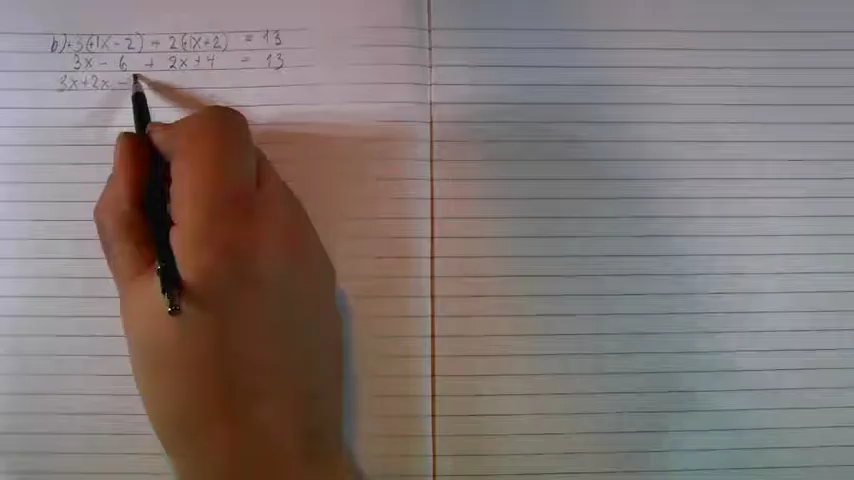 b) +3(+1x - 2) + 2(+1x+2) = 13
3x - 6 + 2x + 4 = 13
3x+2x -